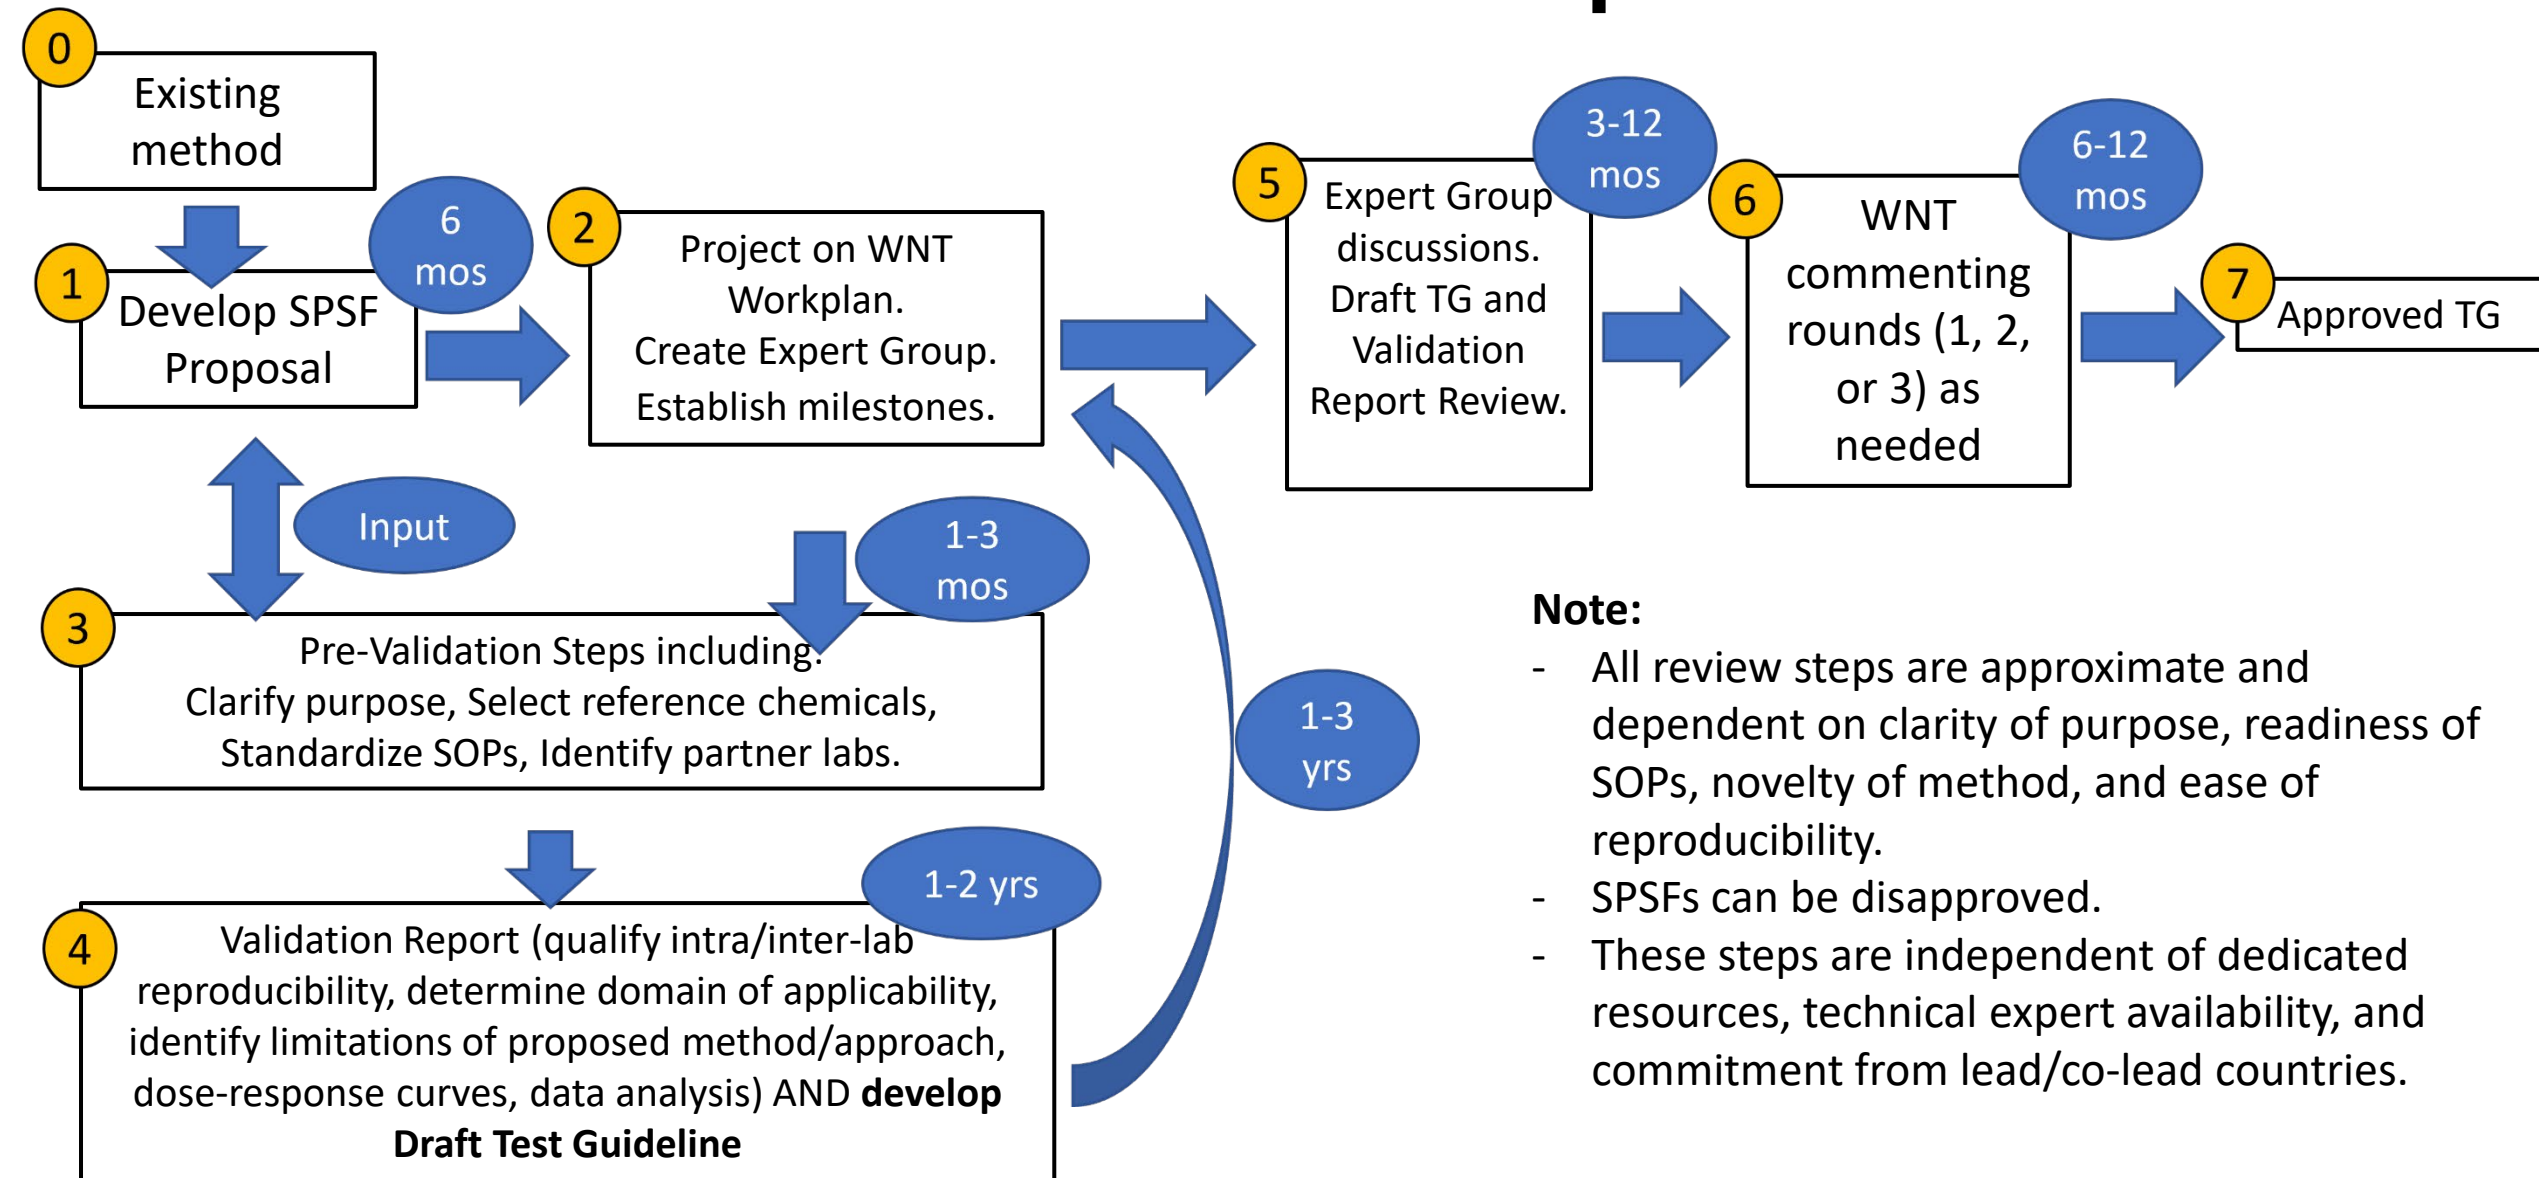 0
Existing
method
1
Develop SPSF
Proposal
6
mos
2
Project on WNT
Workplan.
Create Expert Group.
Establish milestones.
Input
1-3
mos
3
Pre-Validation Steps including:
Clarify purpose, Select reference chemicals,
Standardize SOPs, Identify partner labs.
4
1-2 yrs
Validation Report (qualify intra/inter-lab
reproducibility, determine domain of applicability,
identify limitations of proposed method/approach,
dose-response curves, data analysis) AND develop
Draft Test Guideline
1-3
yrs
5
Expert Group
discussions.
Draft TG and
Validation
Report Review.
3-12
mos
6
WNT
commenting
rounds (1, 2,
or 3) as
needed
6-12
mos
7
Approved TG
Note:
- All review steps are approximate and
dependent on clarity of purpose, readiness of
SOPs, novelty of method, and ease of
reproducibility.
- SPSFs can be disapproved.
- These steps are independent of dedicated
resources, technical expert availability, and
commitment from lead/co-lead countries.